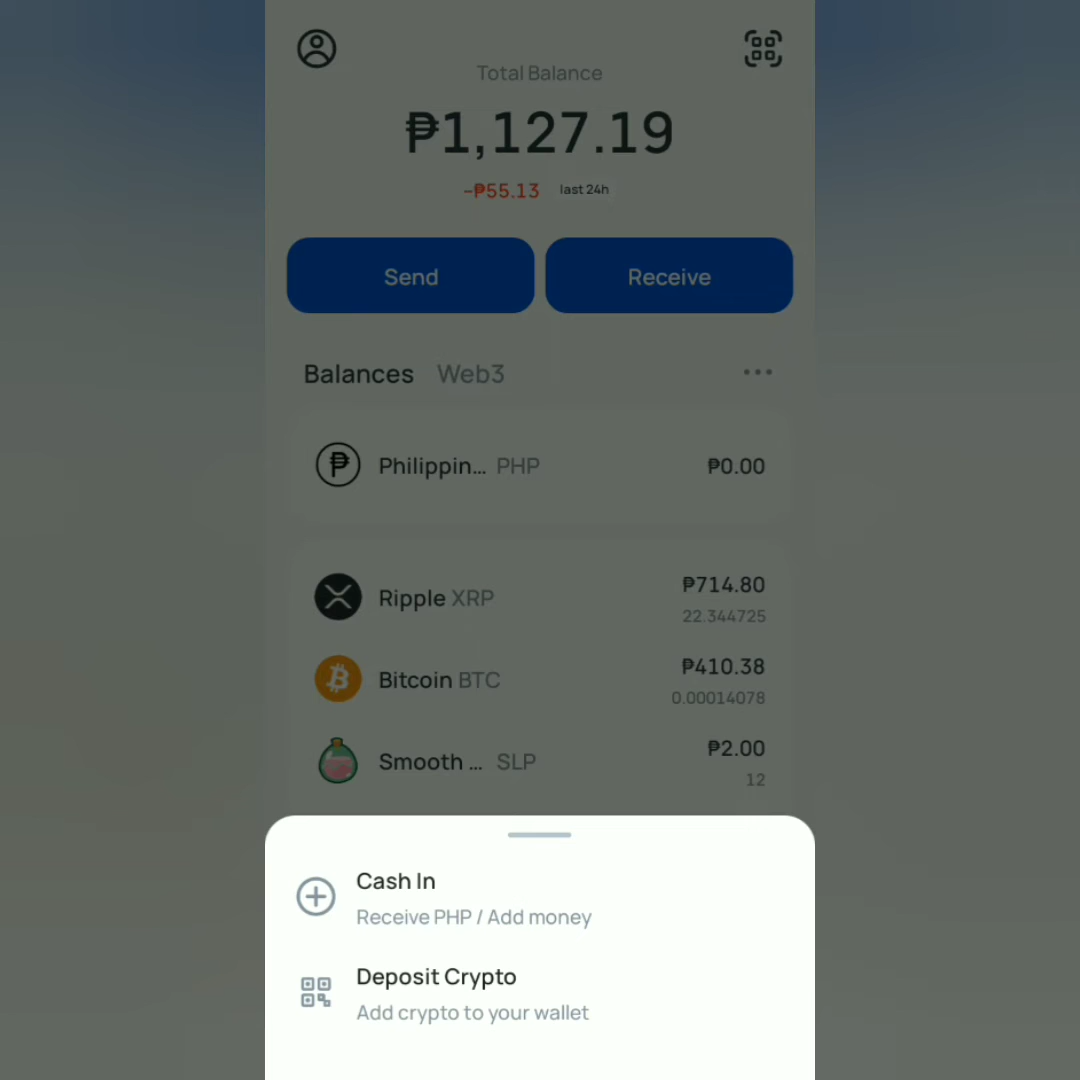 Total Balance
₱1,127.19
-₱55.13 last 24h
Send Receive
Balances Web3
Philippin... PHP ₱0.00
Ripple XRP ₱714.80
22.344725
Bitcoin BTC ₱410.38
0.00014078
Smooth ... SLP ₱2.00
12
Cash In
Receive PHP / Add money
Deposit Crypto
Add crypto to your wallet